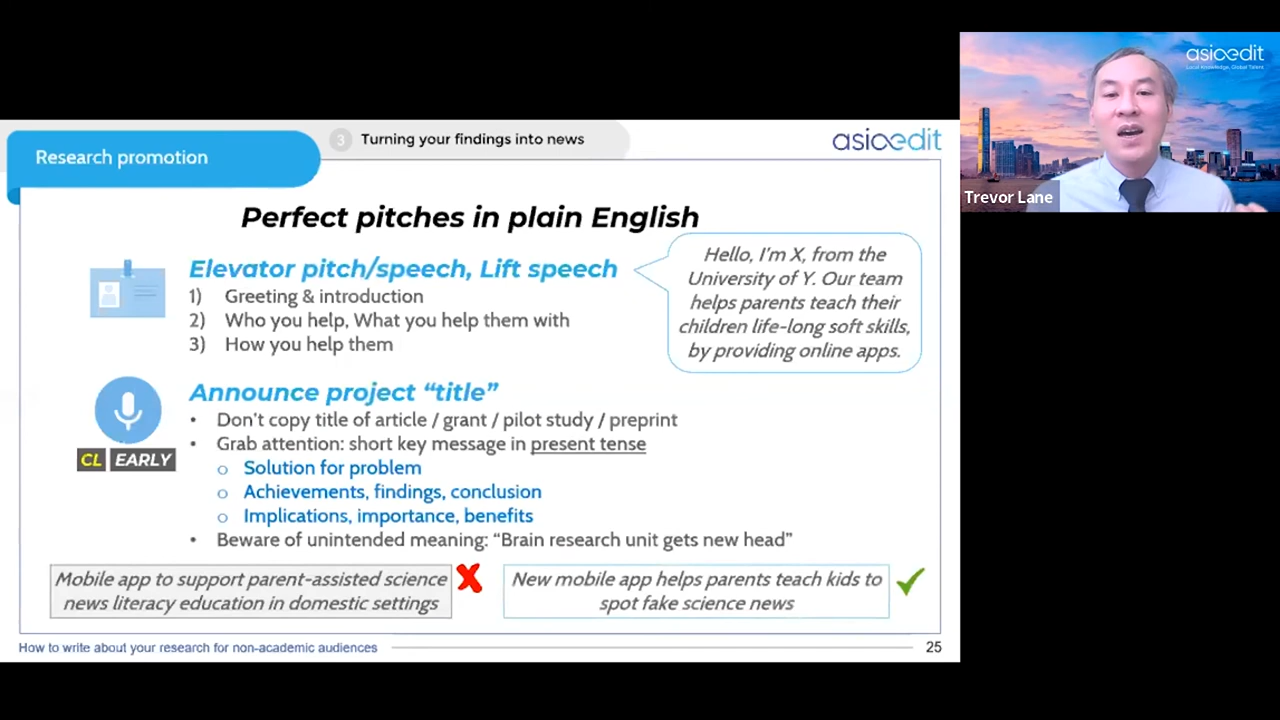 asicedit
Local Knowledge, Global Talent
Trevor Lane
Research promotion
3 Turning your findings into news
asicedit
Perfect pitches in plain English
Elevator pitch/speech, Lift speech
1) Greeting & introduction
2) Who you help, What you help them with
3) How you help them
Hello, I'm X, from the
University of Y. Our team
helps parents teach their
children life-long soft skills,
by providing online apps.
Announce project “title”
• Don't copy title of article / grant / pilot study / preprint
• Grab attention: short key message in present tense
o Solution for problem
o Achievements, findings, conclusion
o Implications, importance, benefits
• Beware of unintended meaning: “Brain research unit gets new head”
CL EARLY
Mobile app to support parent-assisted science
news literacy education in domestic settings
New mobile app helps parents teach kids to
spot fake science news
How to write about your research for non-academic audiences
25